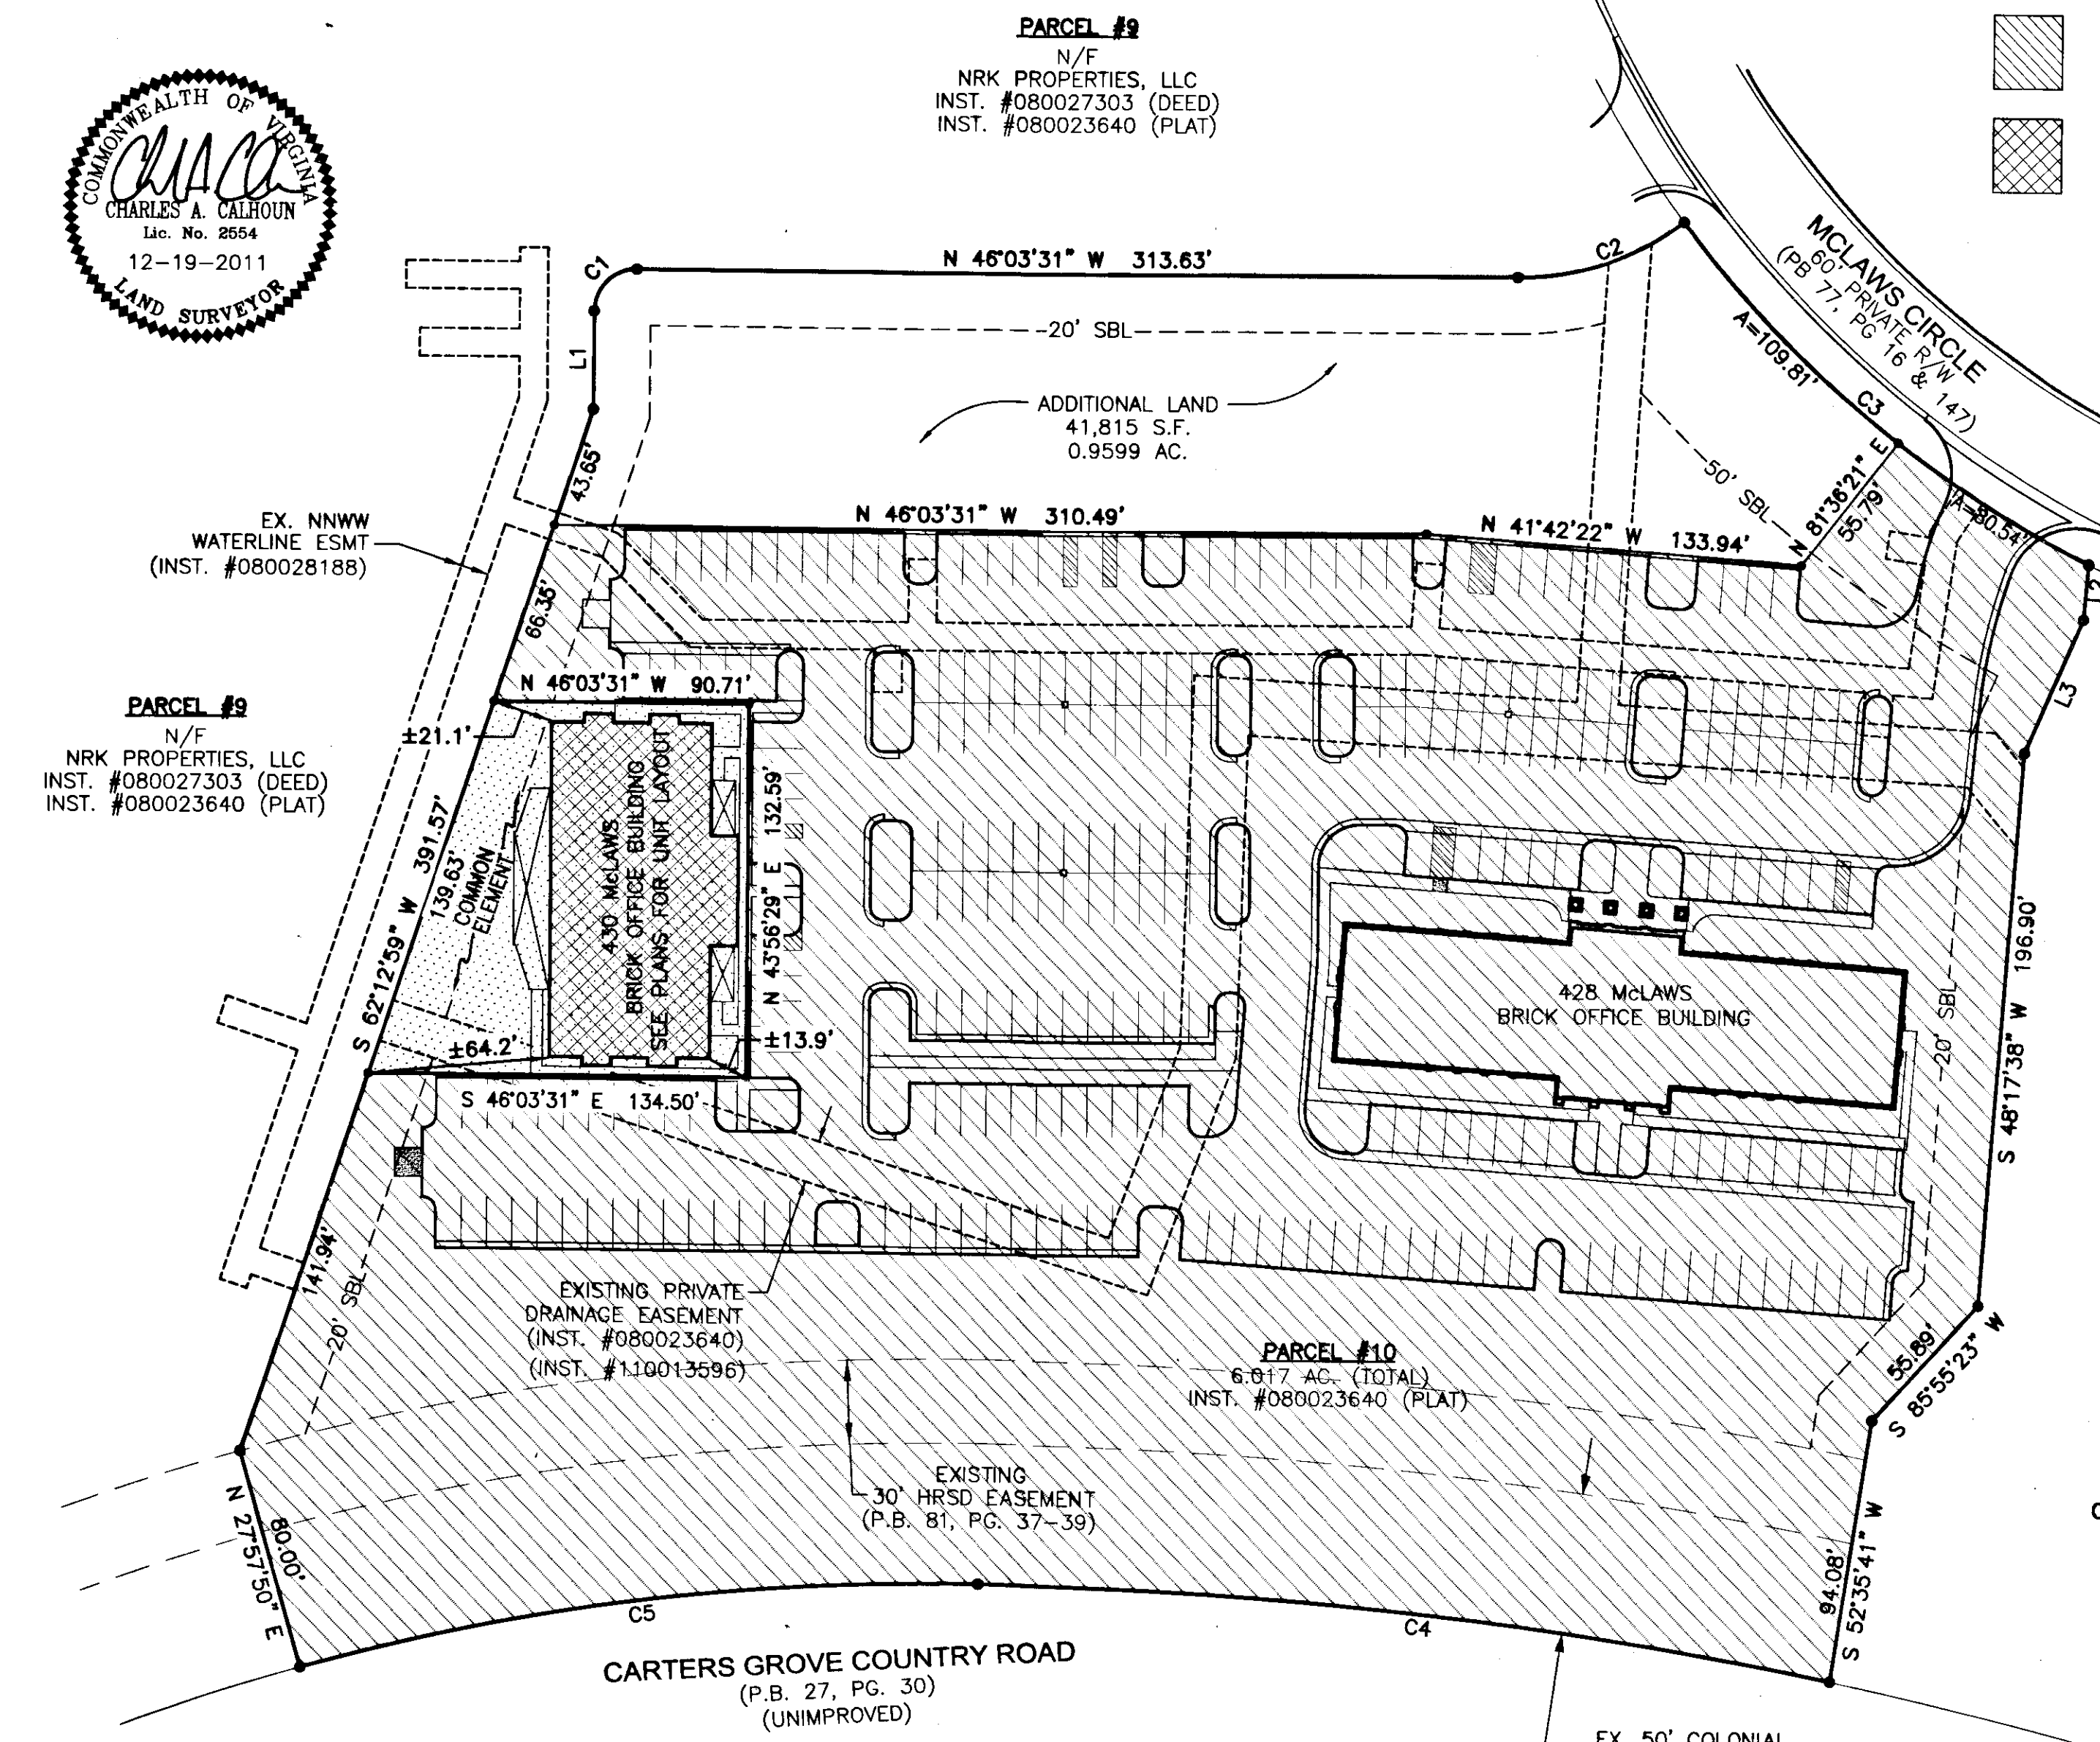 PARCEL #9
N/F
NRK PROPERTIES, LLC
INST. #080027303 (DEED)
INST. #080023640 (PLAT)
COMMONWEALTH OF VIRGINIA
CHARLES A. CALHOUN
Lic. No. 2554
12-19-2011
LAND SURVEYOR
MCLAWS CIRCLE
60' PRIVATE R/W
(PB 77, PG 16 & 147)
C1
N 46°03'31" W 313.63'
C2
L1
20' SBL
A=109.81'
C3
ADDITIONAL LAND
41,815 S.F.
0.9599 AC.
43.65'
50' SBL
N 81°36'21" E
55.79'
A=80.54'
EX. NNWW
WATERLINE ESMT
(INST. #080028188)
N 46°03'31" W 310.49'
N 41°42'22" W 133.94'
66.35'
L3
N 46°03'31" W 90.71'
PARCEL #9
N/F
NRK PROPERTIES, LLC
INST. #080027303 (DEED)
INST. #080023640 (PLAT)
±21.1'
S 62°12'59" W 391.57'
139.63'
COMMON
ELEMENT
430 McLAWS
BRICK OFFICE BUILDING
SEE PLANS FOR UNIT LAYOUT
N 43°56'29" E 132.59'
±64.2'
±13.9'
428 McLAWS
BRICK OFFICE BUILDING
20' SBL
S 48°17'38" W 196.90'
S 46°03'31" E 134.50'
141.94'
20' SBL
EXISTING PRIVATE
DRAINAGE EASEMENT
(INST. #080023640)
(INST. #110013596)
PARCEL #10
6.017 AC. (TOTAL)
INST. #080023640 (PLAT)
55.89'
S 85°55'23" W
EXISTING
30' HRSD EASEMENT
(P.B. 81, PG. 37-39)
N 27°57'50" E
80.00'
94.08'
S 52°35'41" W
C5
C4
CARTERS GROVE COUNTRY ROAD
(P.B. 27, PG. 30)
(UNIMPROVED)
EX. 50' COLONIAL